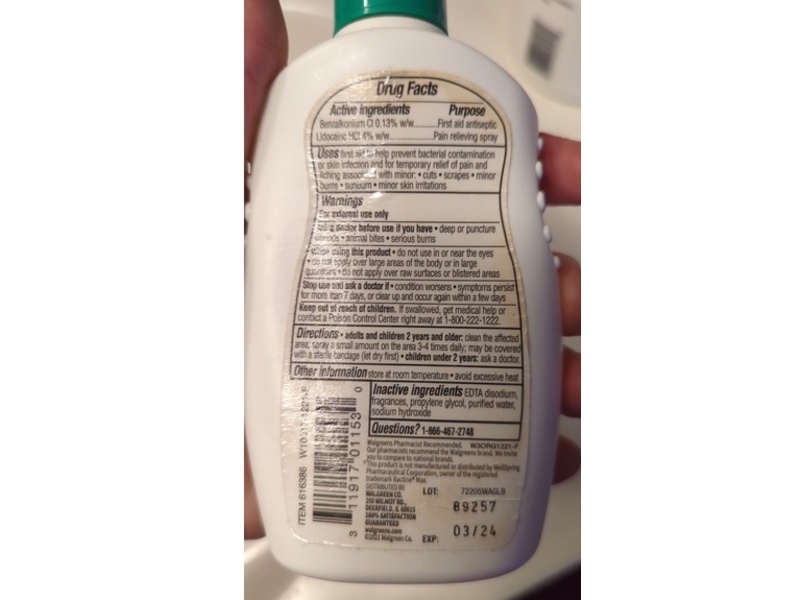 Drug Facts
Active Ingredients Purpose
Benzalkonium Cl 0.13% w/w First aid antiseptic
Lidocaine HCl 4% w/w Pain relieving spray
Uses first aid to help prevent bacterial contamination
or skin infection and for temporary relief of pain and
itching associated with minor: • cuts • scrapes • minor
burns • sunburn • minor skin irritations
Warnings
For external use only
doctor before use if you have • deep or puncture
• animal bites • serious burns
When using this product • do not use in or near the eyes
• do not apply over large areas of the body or in large
quantities • do not apply over raw surfaces or blistered areas
Stop use and ask a doctor if • condition worsens • symptoms persist
for more than 7 days, or clear up and occur again within a few days
Keep out of reach of children. If swallowed, get medical help or
contact a Poison Control Center right away at 1-800-222-1222.
Directions • adults and children 2 years and older: clean the affected
area; spray a small amount on the area 3-4 times daily; may be covered
with a sterile bandage (let dry first) • children under 2 years: ask a doctor
Other information store at room temperature • avoid excessive heat
Inactive ingredients EDTA disodium,
fragrances, propylene glycol, purified water,
sodium hydroxide
Questions? 1-866-467-2748
Walgreens Pharmacist Recommended. W3ORG1221-F
Our pharmacists recommend the Walgreens brand. We invite
you to compare to national brands.
†This product is not manufactured or distributed by WellSpring
Pharmaceutical Corporation, owner of the registered
trademark Bactine® Max.
DISTRIBUTED BY
WALGREEN CO.
200 WILMOT RD.,
DEERFIELD, IL 60015
100% SATISFACTION
GUARANTEED
walgreens.com
Walgreen Co.
LOT: 72205WAGLB
89257
EXP: 03/24
ITEM 616386
3 11917 01153 0